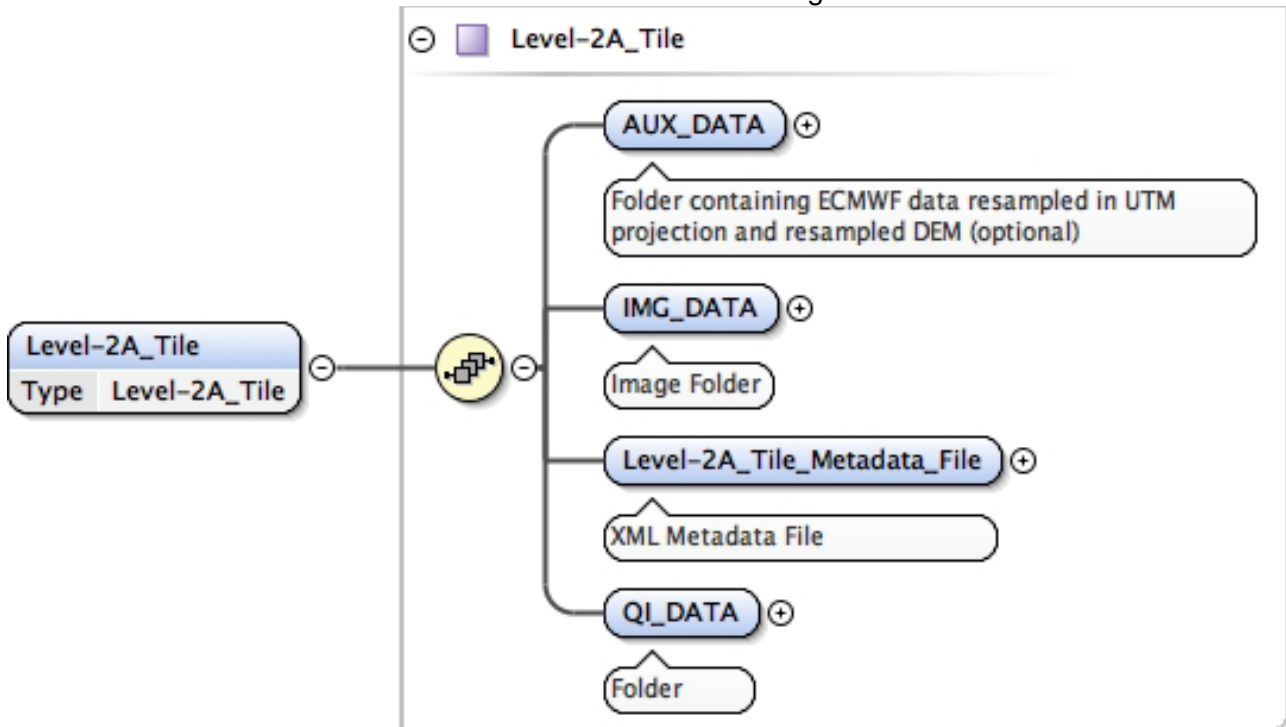 Level-2A_Tile
AUX_DATA
Folder containing ECMWF data resampled in UTM
projection and resampled DEM (optional)
IMG_DATA
Image Folder
Level-2A_Tile
Type Level-2A_Tile
Level-2A_Tile_Metadata_File
XML Metadata File
QI_DATA
Folder